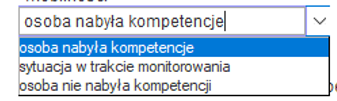 osoba nabyła kompetencje
osoba nabyła kompetencje
sytuacja w trakcie monitorowania
osoba nie nabyła kompetencji